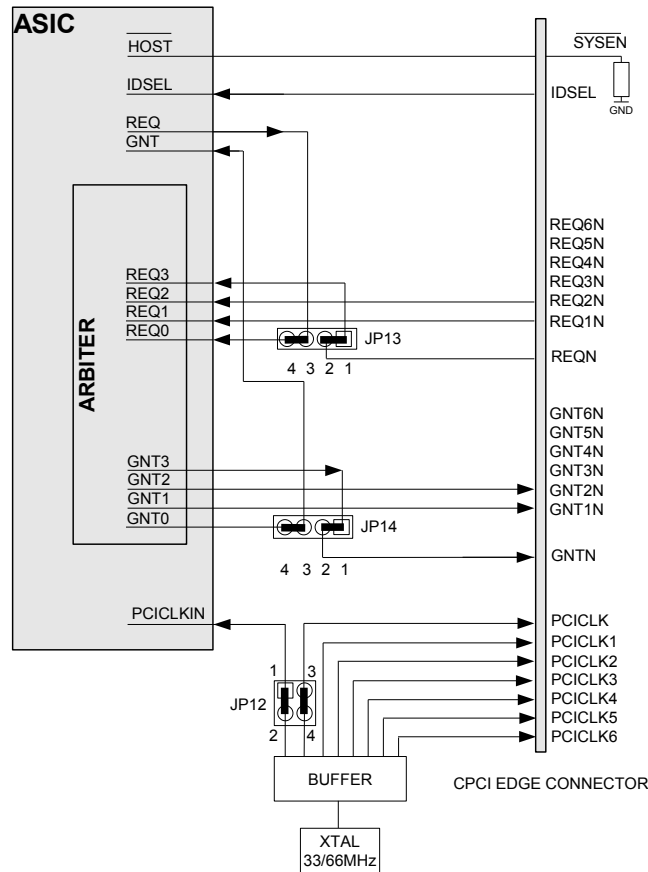 ASIC
HOST
SYSEN
IDSEL
IDSEL
GND
REQ
GNT
REQ6N
REQ5N
REQ4N
REQ3N
REQ2N
REQ1N
REQN
ARBITER
REQ3
REQ2
REQ1
REQ0
JP13
4 3 2 1
GNT6N
GNT5N
GNT4N
GNT3N
GNT2N
GNT1N
GNTN
GNT3
GNT2
GNT1
GNT0
JP14
4 3 2 1
PCICLKIN
PCICLK
PCICLK1
PCICLK2
PCICLK3
PCICLK4
PCICLK5
PCICLK6
1 3
JP12
2 4
BUFFER
CPCI EDGE CONNECTOR
XTAL
33/66MHz